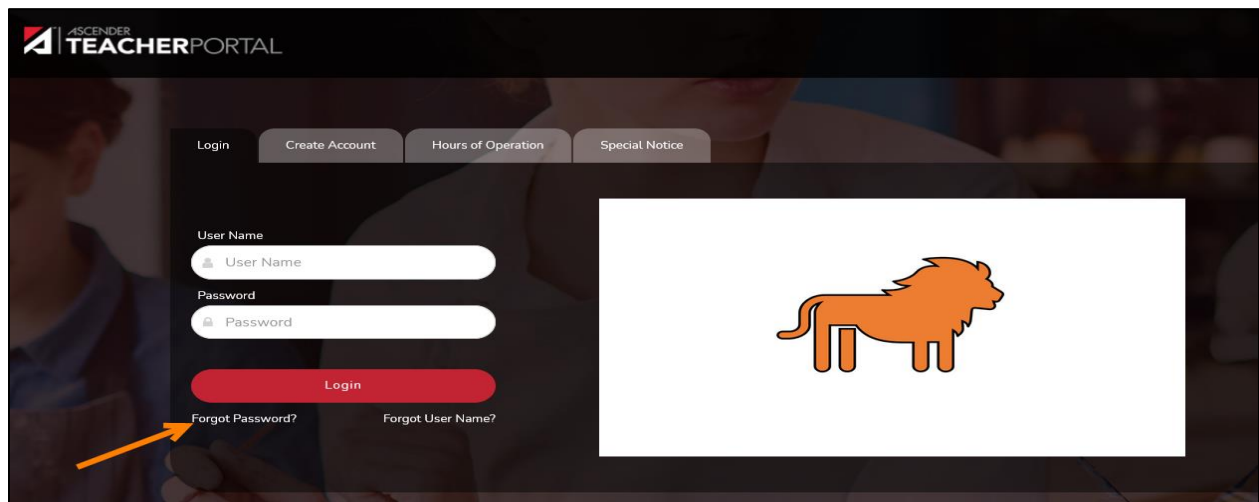 ASCENDER
TEACHERPORTAL
Login Create Account Hours of Operation Special Notice
User Name
User Name
Password
Password
Login
Forgot Password? Forgot User Name?